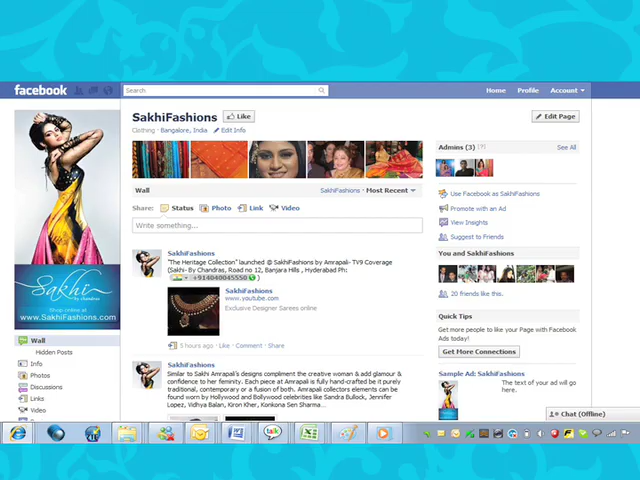 facebook
Search
Home Profile Account
SakhiFashions
Like
Edit Page
Clothing · Bangalore, India Edit Info
Admins (3) [?] See All
Wall
SakhiFashions · Most Recent
Share: Status Photo Link Video
Write something...
Use Facebook as SakhiFashions
Promote with an Ad
View Insights
Suggest to Friends
You and SakhiFashions
20 friends like this.
Quick Tips
Get more people to like your Page with Facebook
Ads today!
Get More Connections
Sample Ad: SakhiFashions
The text of your ad will go
here.
SakhiFashions
"The Heritage Collection" launched @ SakhiFashions by Amrapali- TV9 Coverage
(Sakhi- By Chandras, Road no 12, Banjara Hills , Hyderabad Ph:
+914040045550
SakhiFashions
www.youtube.com
Exclusive Designer Sarees online
5 hours ago · Like · Comment · Share
SakhiFashions
Similar to Sakhi Amrapali's designs compliment the creative woman & add glamour &
confidence to her feminity. Each piece at Amrapali is fully hand-crafted be it purely
traditional, contemporary or a fusion of both. Amrapali collectors elements can be
found worn by Hollywood and Bollywood celebrities like Sandra Bullock, Jennifer
Lopez, Vidhya Balan, Kiron Kher, Konkona Sen Sharma...
Sakhi
by chandras
Shop online at
www.SakhiFashions.com
Wall
Hidden Posts
Info
Photos
Discussions
Links
Video
Chat (Offline)
talk